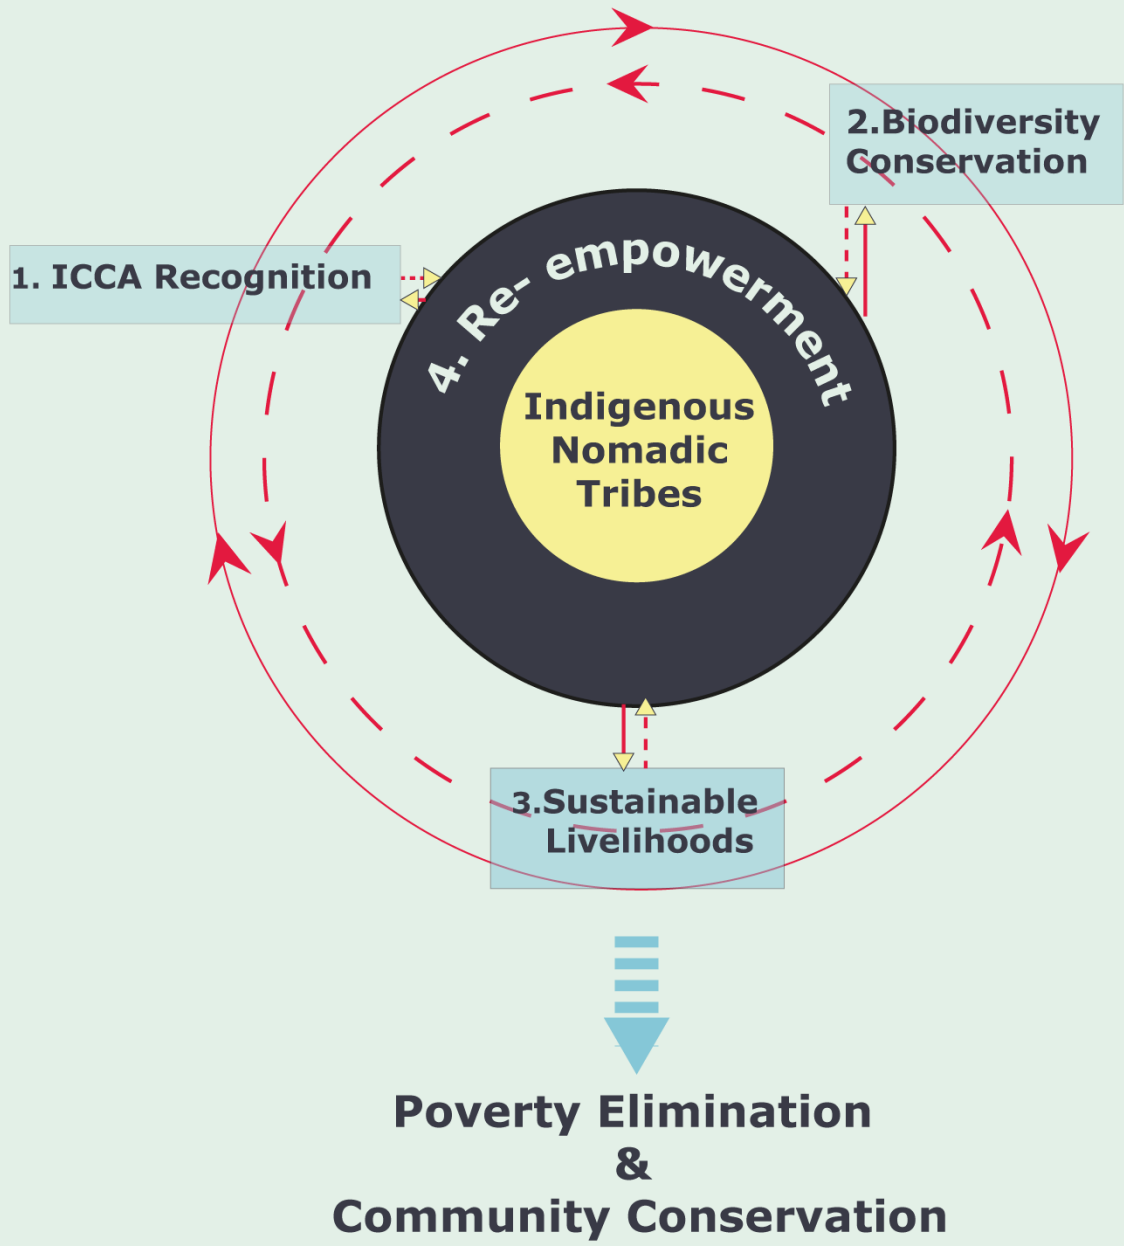 2.Biodiversity
Conservation
1. ICCA Recognition
4. Re- empowerment
Indigenous
Nomadic
Tribes
3.Sustainable
Livelihoods
Poverty Elimination
&
Community Conservation